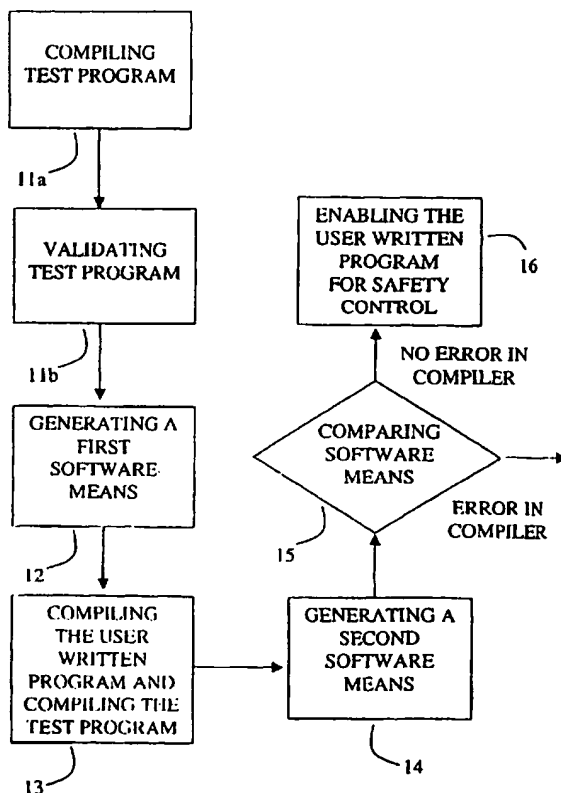 COMPILING
TEST PROGRAM
11a
VALIDATING
TEST PROGRAM
11b
GENERATING A
FIRST
SOFTWARE
MEANS
12
COMPILING
THE USER
WRITTEN
PROGRAM AND
COMPILING THE
TEST PROGRAM
13
GENERATING A
SECOND
SOFTWARE
MEANS
14
COMPARING
SOFTWARE
MEANS
15
ERROR IN
COMPILER
NO ERROR IN
COMPILER
ENABLING THE
USER WRITTEN
PROGRAM
FOR SAFETY
CONTROL
16